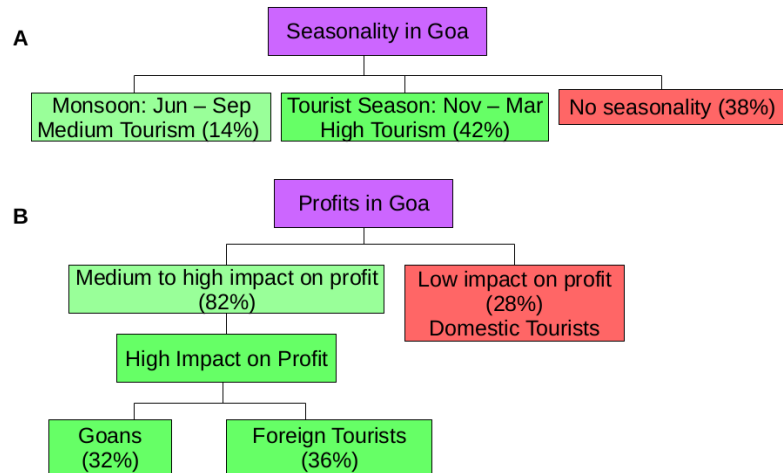 A
Seasonality in Goa
Monsoon: Jun – Sep
Medium Tourism (14%)
Tourist Season: Nov – Mar
High Tourism (42%)
No seasonality (38%)
B
Profits in Goa
Medium to high impact on profit
(82%)
Low impact on profit
(28%)
Domestic Tourists
High Impact on Profit
Goans
(32%)
Foreign Tourists
(36%)